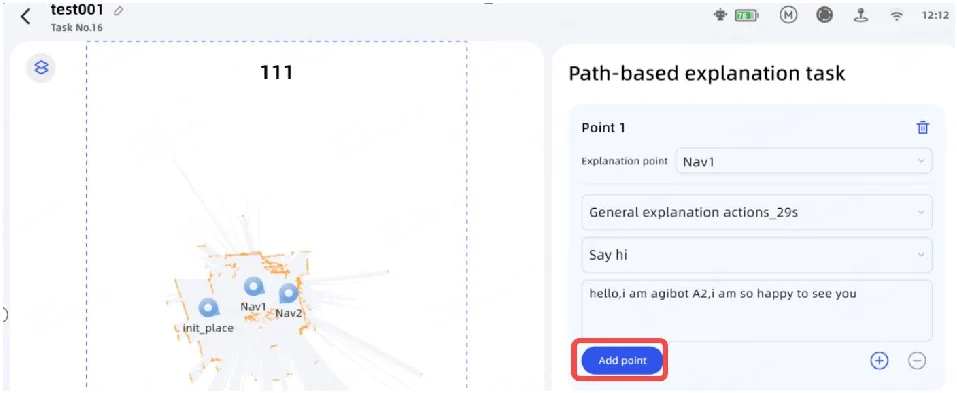 test001
Task No.16
12:12
111
Nav1
Nav2
init_place
Path-based explanation task
Point 1
Explanation point
Nav1
General explanation actions_29s
Say hi
hello,i am agibot A2,i am so happy to see you
Add point